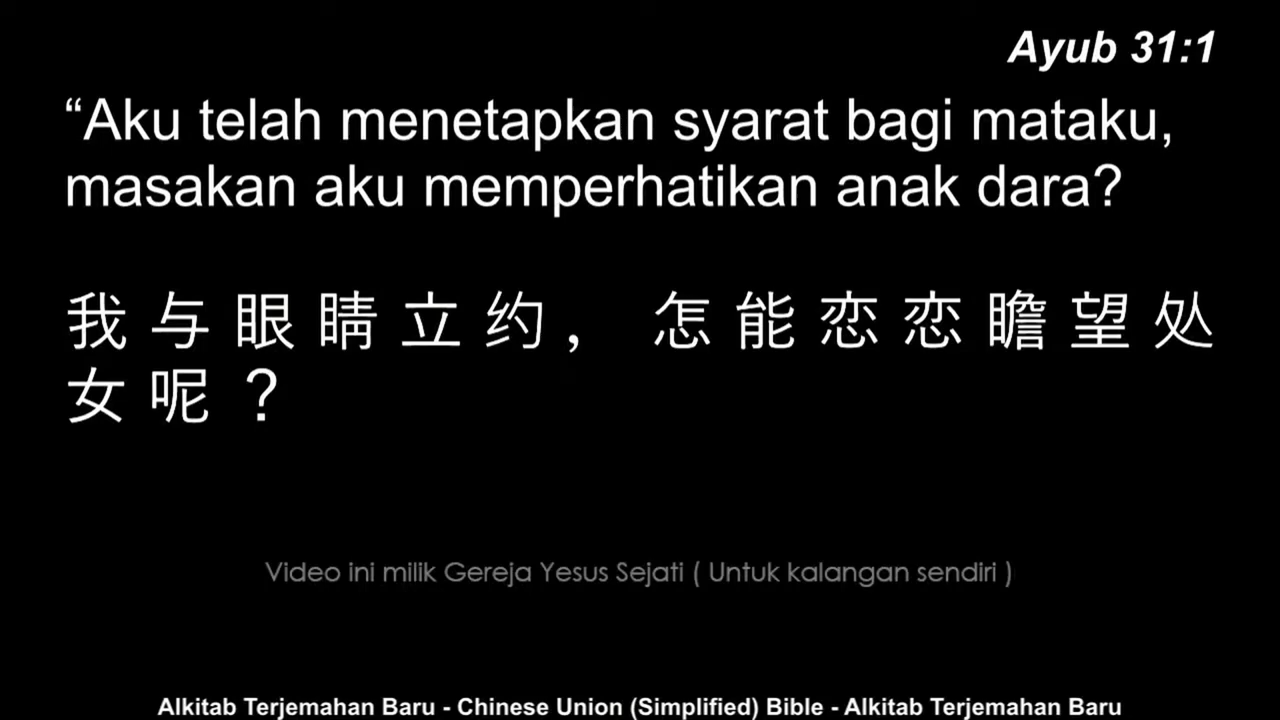 Ayub 31:1
“Aku telah menetapkan syarat bagi mataku,
masakan aku memperhatikan anak dara?
我 与 眼 睛 立 约 ， 怎 能 恋 恋 瞻 望 处
女 呢 ？
Video ini milik Gereja Yesus Sejati ( Untuk kalangan sendiri )
Alkitab Terjemahan Baru - Chinese Union (Simplified) Bible - Alkitab Terjemahan Baru